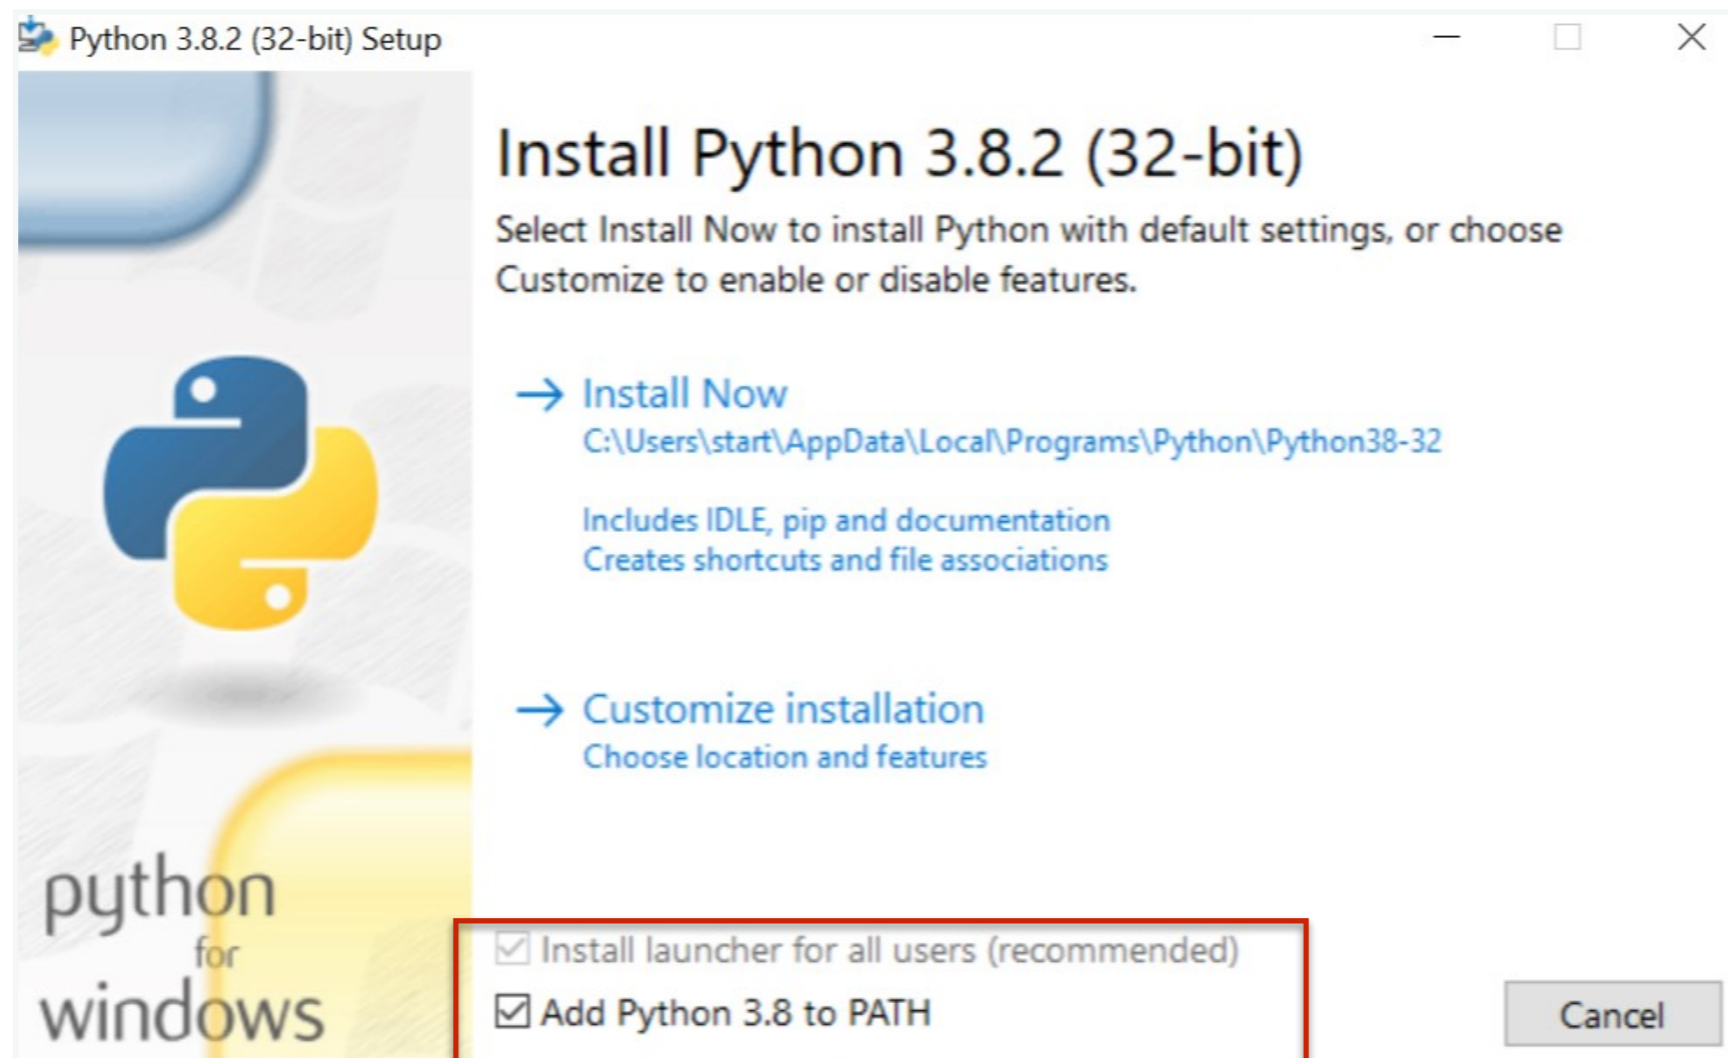 Python 3.8.2 (32-bit) Setup
Install Python 3.8.2 (32-bit)
Select Install Now to install Python with default settings, or choose
Customize to enable or disable features.
Install Now
C:\Users\start\AppData\Local\Programs\Python\Python38-32
Includes IDLE, pip and documentation
Creates shortcuts and file associations
Customize installation
Choose location and features
python
for
windows
Install launcher for all users (recommended)
Add Python 3.8 to PATH
Cancel